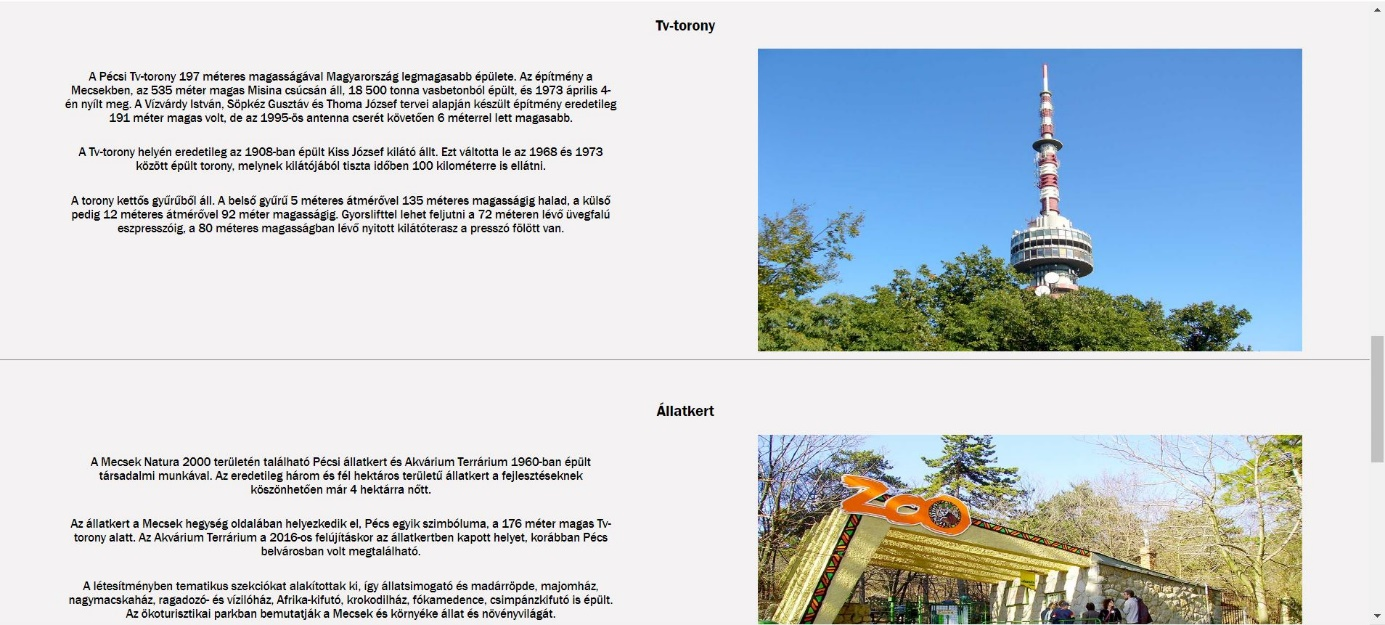 Tv-torony
A Pécsi Tv-torony 197 méteres magasságával Magyarország legmagasabb épülete. Az építmény a
Mecsekben, az 535 méter magas Misina csúcsán áll, 18 500 tonna vasbetonból épült, és 1973 április 4-
én nyílt meg. A Vízvárdy István, Söpkéz Gusztáv és Thoma József tervei alapján készült építmény eredetileg
191 méter magas volt, de az 1995-ös antenna cserét követően 6 méterrel lett magasabb.
A Tv-torony helyén eredetileg az 1908-ban épült Kiss József kilátó állt. Ezt váltotta le az 1968 és 1973
között épült torony, melynek kilátójából tiszta időben 100 kilométerre is ellátni.
A torony kettős gyűrűből áll. A belső gyűrű 5 méteres átmérővel 135 méteres magasságig halad, a külső
pedig 12 méteres átmérővel 92 méter magasságig. Gyorslifttel lehet feljutni a 72 méteren lévő üvegfalú
eszpresszóig, a 80 méteres magasságban lévő nyitott kilátóterasz a presszó fölött van.
Állatkert
A Mecsek Natura 2000 területén található Pécsi állatkert és Akvárium Terrárium 1960-ban épült
társadalmi munkával. Az eredetileg három és fél hektáros területű állatkert a fejlesztéseknek
köszönhetően már 4 hektárra nőtt.
Az állatkert a Mecsek hegység oldalában helyezkedik el, Pécs egyik szimbóluma, a 176 méter magas Tv-
torony alatt. Az Akvárium Terrárium a 2016-os felújításkor az állatkertben kapott helyet, korábban Pécs
belvárosban volt megtalálható.
A létesítményben tematikus szekciókat alakítottak ki, így állatsimogató és madárröpde, majomház,
nagymacskaház, ragadozó- és vízilóház, Afrika-kifutó, krokodilház, fókamedence, csimpánzkifutó is épült.
Az ökoturisztikai parkban bemutatják a Mecsek és környéke állat és növényvilágát.
ZOO